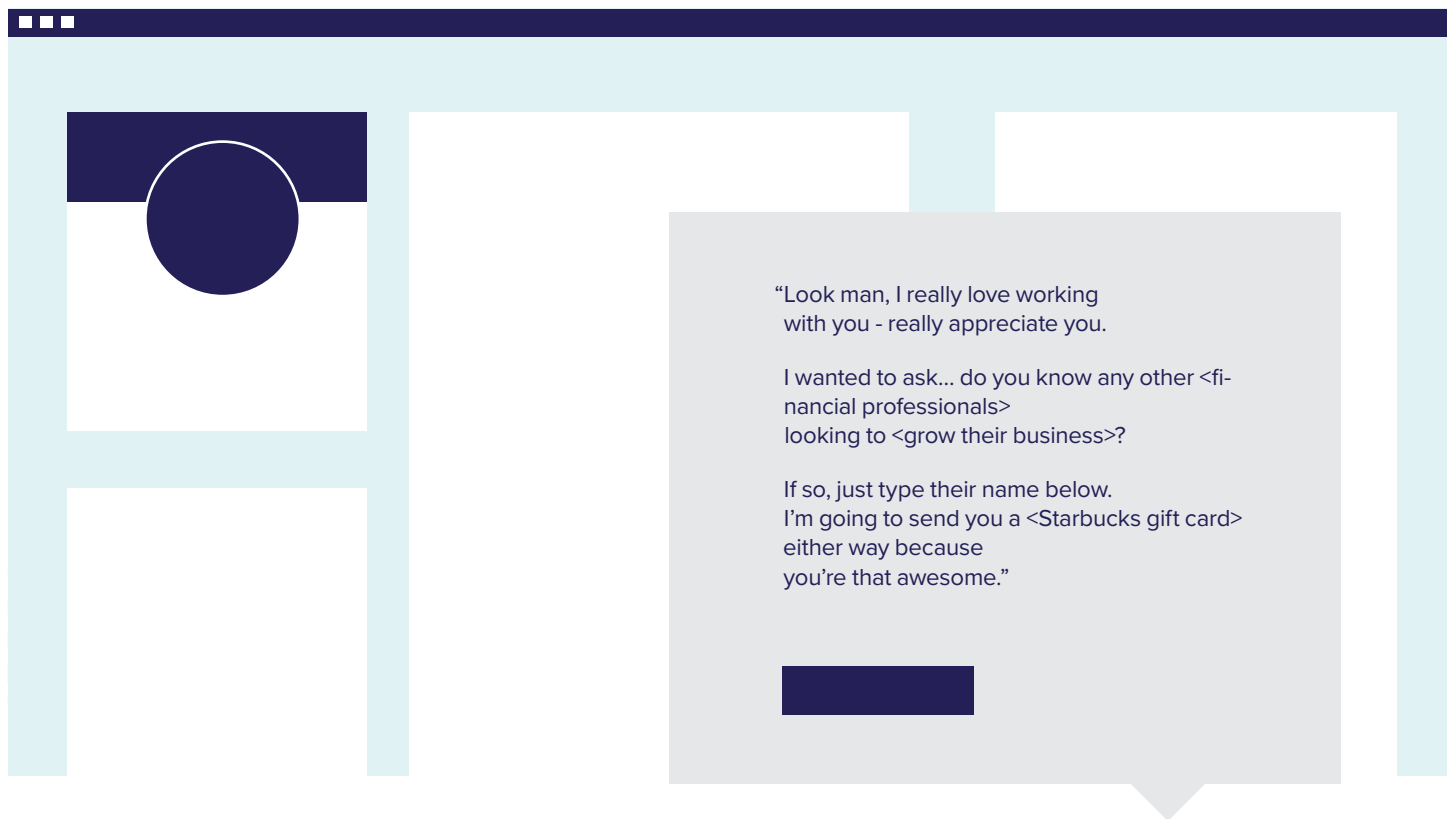 “Look man, I really love working
with you - really appreciate you.
I wanted to ask... do you know any other <fi-
nancial professionals>
looking to <grow their business>?
If so, just type their name below.
I’m going to send you a <Starbucks gift card>
either way because
you’re that awesome.”